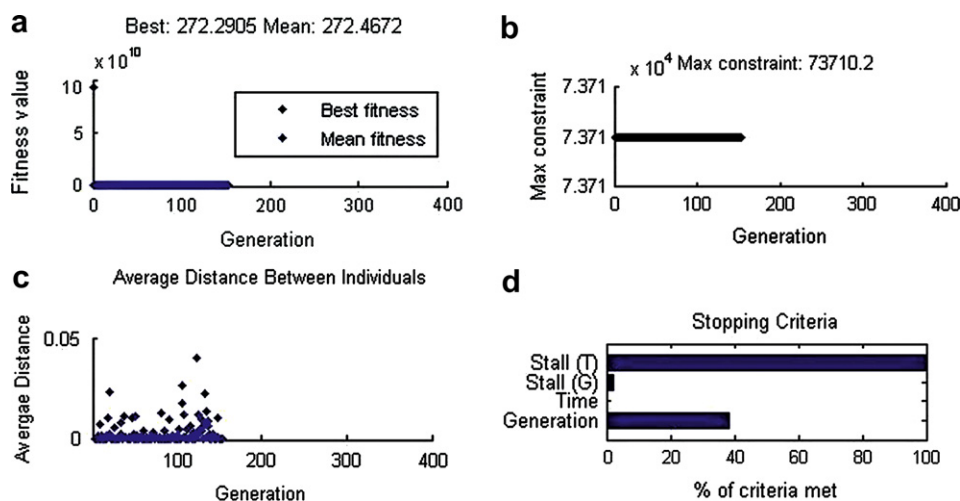 a
Best: 272.2905 Mean: 272.4672
x 10^10
Fitness value
10
5
0
Best fitness
Mean fitness
0 100 200 300 400
Generation
b
x 10^4 Max constraint: 73710.2
Max constraint
7.371
7.371
7.371
0 100 200 300 400
Generation
c
Average Distance Between Individuals
Avergae Distance
0.05
0
100 200 300 400
Generation
d
Stopping Criteria
Stall (T)
Stall (G)
Time
Generation
0 20 40 60 80 100
% of criteria met